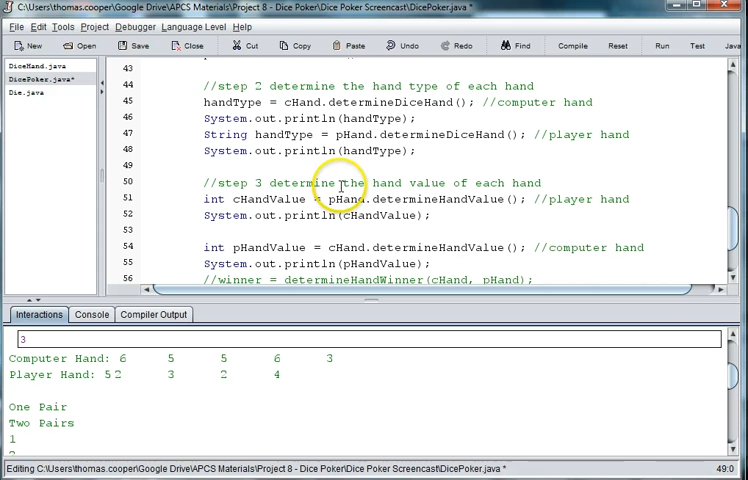 C:\Users\thomas.cooper\Google Drive\APCS Materials\Project 8 - Dice Poker\Dice Poker Screencast\DicePoker.java *
File Edit Tools Project Debugger Language Level Help
New Open Save Close Cut Copy Paste Undo Redo Find Compile Reset Run Test
DiceHand.java
DicePoker.java*
Die.java
43
44 //step 2 determine the hand type of each hand
45 handType = cHand.determineDiceHand(); //computer hand
46 System.out.println(handType);
47 String handType = pHand.determineDiceHand(); //player hand
48 System.out.println(handType);
49
50 //step 3 determine the hand value of each hand
51 int cHandValue = pHand.determineHandValue(); //player hand
52 System.out.println(cHandValue);
53
54 int pHandValue = cHand.determineHandValue(); //computer hand
55 System.out.println(pHandValue);
56 //winner = determineHandWinner(cHand, pHand);
Interactions Console Compiler Output
3
Computer Hand: 6 5 5 6 3
Player Hand: 5 2 3 2 4
One Pair
Two Pairs
1
Editing C:\Users\thomas.cooper\Google Drive\APCS Materials\Project 8 - Dice Poker\Dice Poker Screencast\DicePoker.java * 49:0